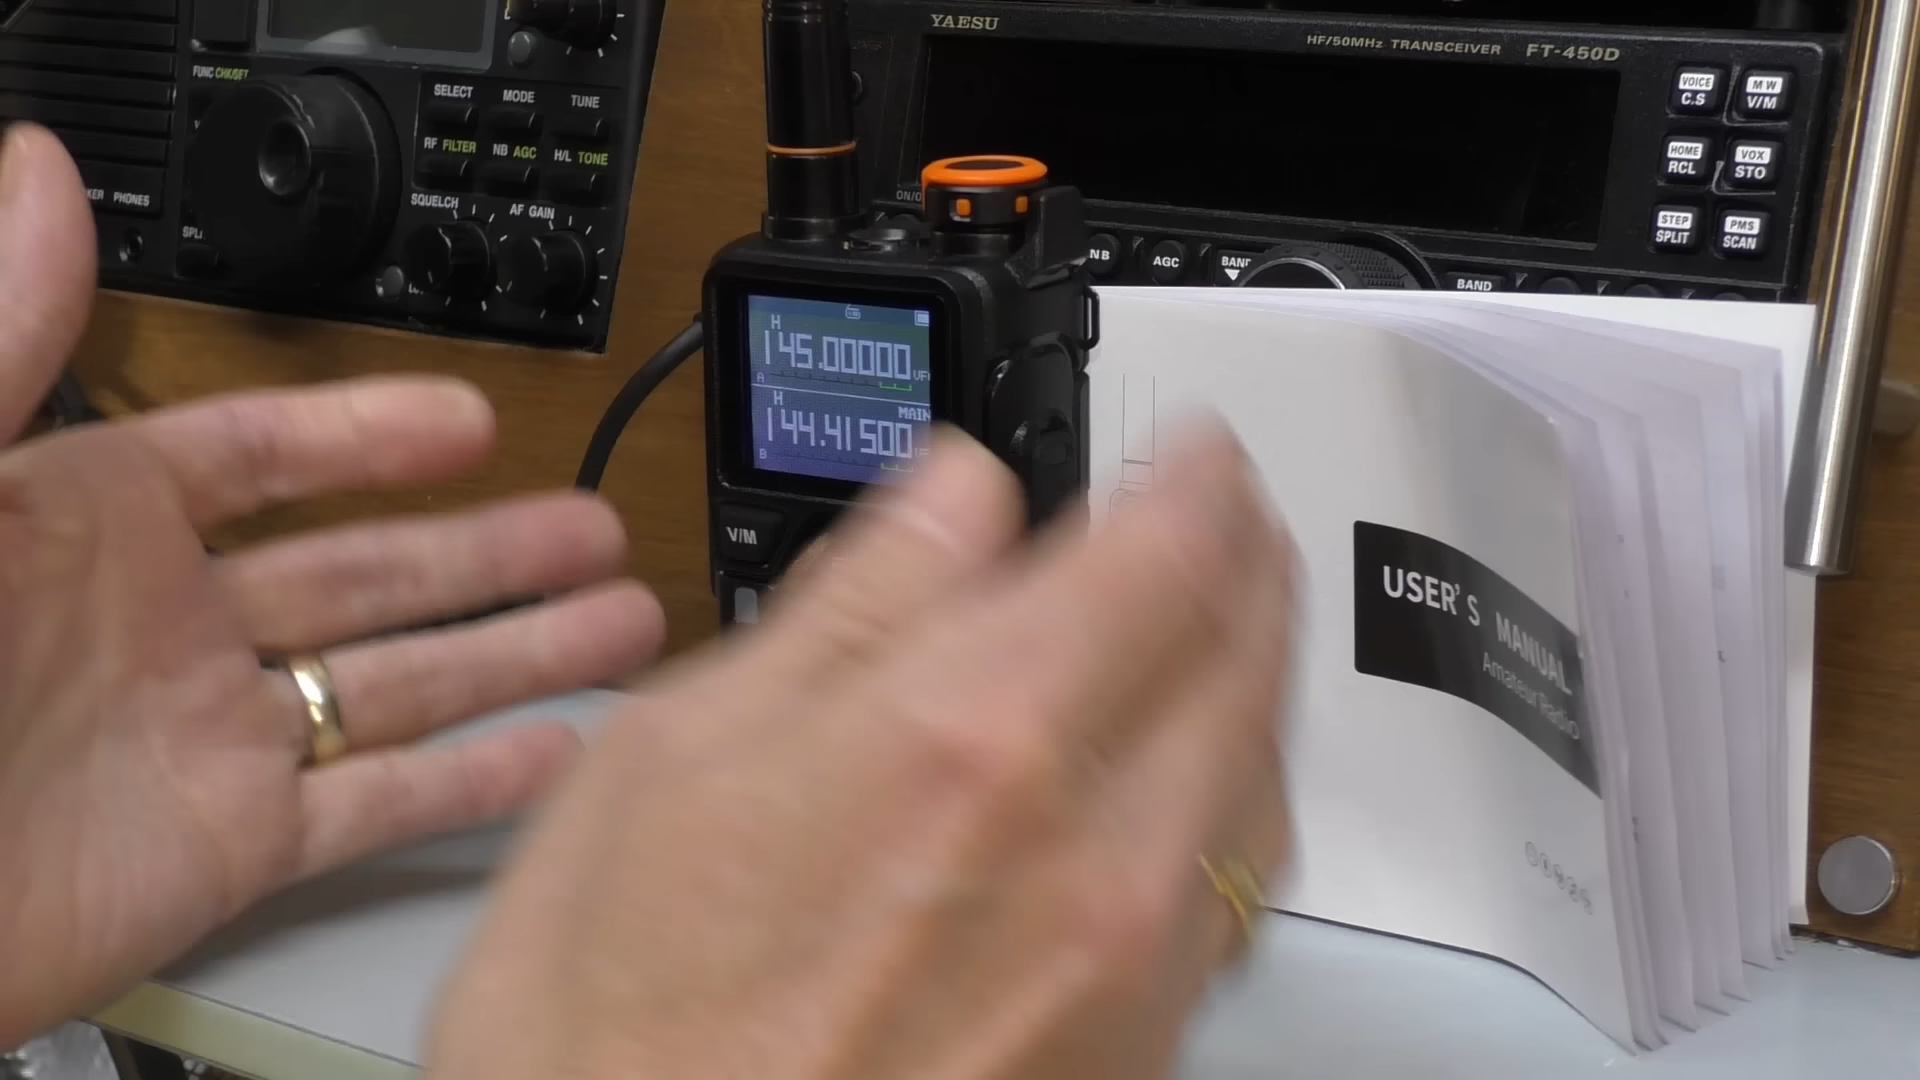 FUNC CHK/SET
SELECT MODE TUNE
RF FILTER NB AGC H/L TONE
SQUELCH AF GAIN
PHONES
YAESU
HF/50MHz TRANSCEIVER FT-450D
VOICE C.S
M W V/M
HOME RCL
VOX STO
STEP SPLIT
PMS SCAN
NB
AGC
BAND
BAND
H
145.00000
A
H
MAIN
144.41500
B
V/M
USER'S MANUAL
Amateur Radio